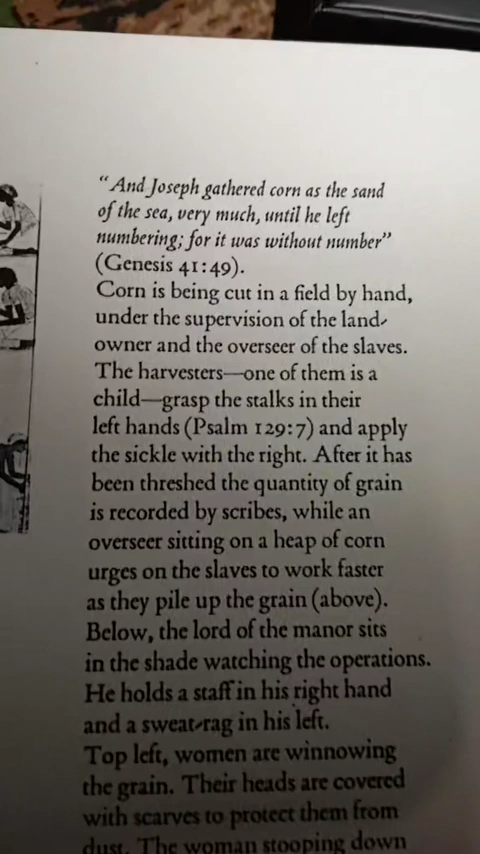 “And Joseph gathered corn as the sand
of the sea, very much, until he left
numbering; for it was without number”
(Genesis 41:49).
Corn is being cut in a field by hand,
under the supervision of the land-
owner and the overseer of the slaves.
The harvesters—one of them is a
child—grasp the stalks in their
left hands (Psalm 129:7) and apply
the sickle with the right. After it has
been threshed the quantity of grain
is recorded by scribes, while an
overseer sitting on a heap of corn
urges on the slaves to work faster
as they pile up the grain (above).
Below, the lord of the manor sits
in the shade watching the operations.
He holds a staff in his right hand
and a sweat-rag in his left.
Top left, women are winnowing
the grain. Their heads are covered
with scarves to protect them from
dust. The woman stooping down